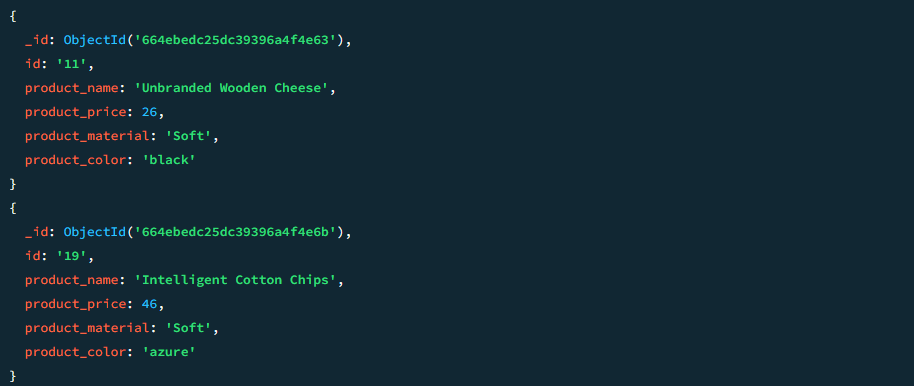 {
_id: ObjectId('664ebedc25dc39396a4f4e63'),
id: '11',
product_name: 'Unbranded Wooden Cheese',
product_price: 26,
product_material: 'Soft',
product_color: 'black'
}
{
_id: ObjectId('664ebedc25dc39396a4f4e6b'),
id: '19',
product_name: 'Intelligent Cotton Chips',
product_price: 46,
product_material: 'Soft',
product_color: 'azure'
}